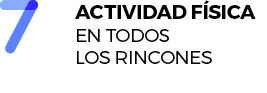 7
ACTIVIDAD FÍSICA
EN TODOS
LOS RINCONES